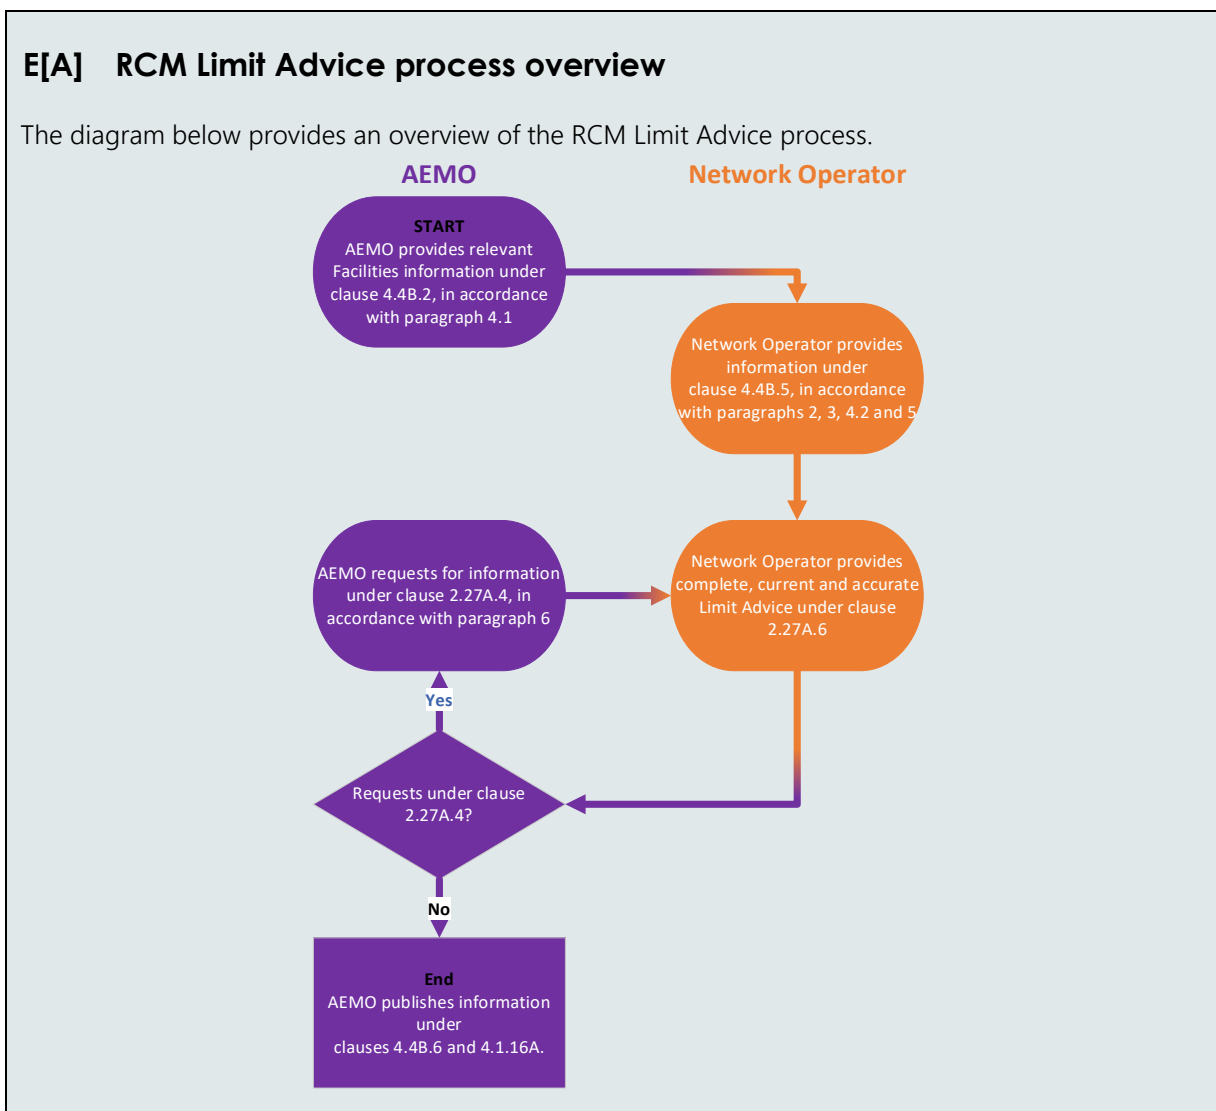 E[A] RCM Limit Advice process overview
The diagram below provides an overview of the RCM Limit Advice process.
AEMO
Network Operator
START
AEMO provides relevant
Facilities information under
clause 4.4B.2, in accordance
with paragraph 4.1
Network Operator provides
information under
clause 4.4B.5, in accordance
with paragraphs 2, 3, 4.2 and 5
AEMO requests for information
under clause 2.27A.4, in
accordance with paragraph 6
Network Operator provides
complete, current and accurate
Limit Advice under clause
2.27A.6
Yes
Requests under clause
2.27A.4?
No
End
AEMO publishes information
under
clauses 4.4B.6 and 4.1.16A.